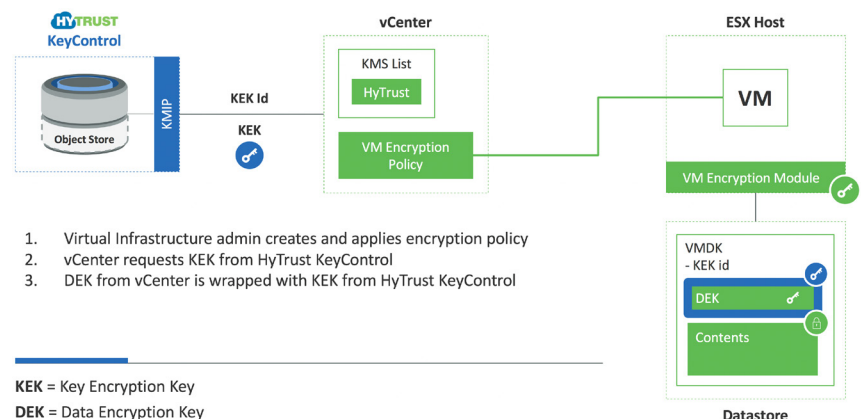 HYTRUST
KeyControl
Object Store
KMIP
KEK Id
KEK
vCenter
KMS List
HyTrust
VM Encryption
Policy
ESX Host
VM
VM Encryption Module
VMDK
- KEK id
DEK
Contents
Datastore
1. Virtual Infrastructure admin creates and applies encryption policy
2. vCenter requests KEK from HyTrust KeyControl
3. DEK from vCenter is wrapped with KEK from HyTrust KeyControl
KEK = Key Encryption Key
DEK = Data Encryption Key